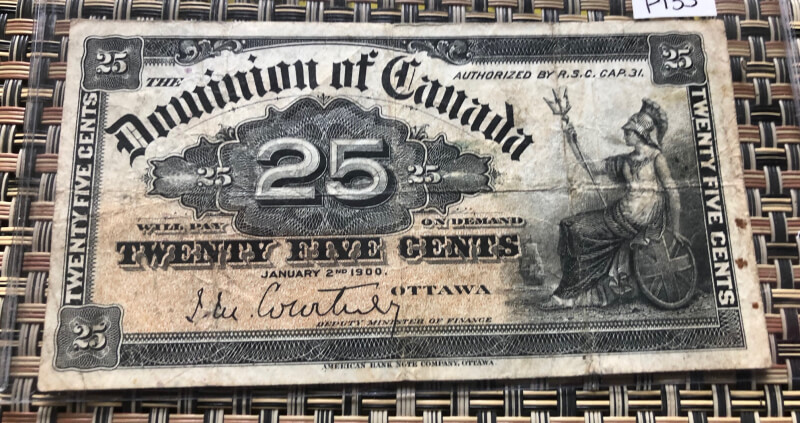 P153
25
25
THE
Dominion of Canada
AUTHORIZED BY R.S.C. CAP. 31.
TWENTY FIVE CENTS
25
25
25
TWENTY FIVE CENTS
WILL PAY
ON DEMAND
TWENTY FIVE CENTS
JANUARY 2ND 1900.
OTTAWA
J. M. Courtney
DEPUTY MINISTER OF FINANCE
25
AMERICAN BANK NOTE COMPANY, OTTAWA